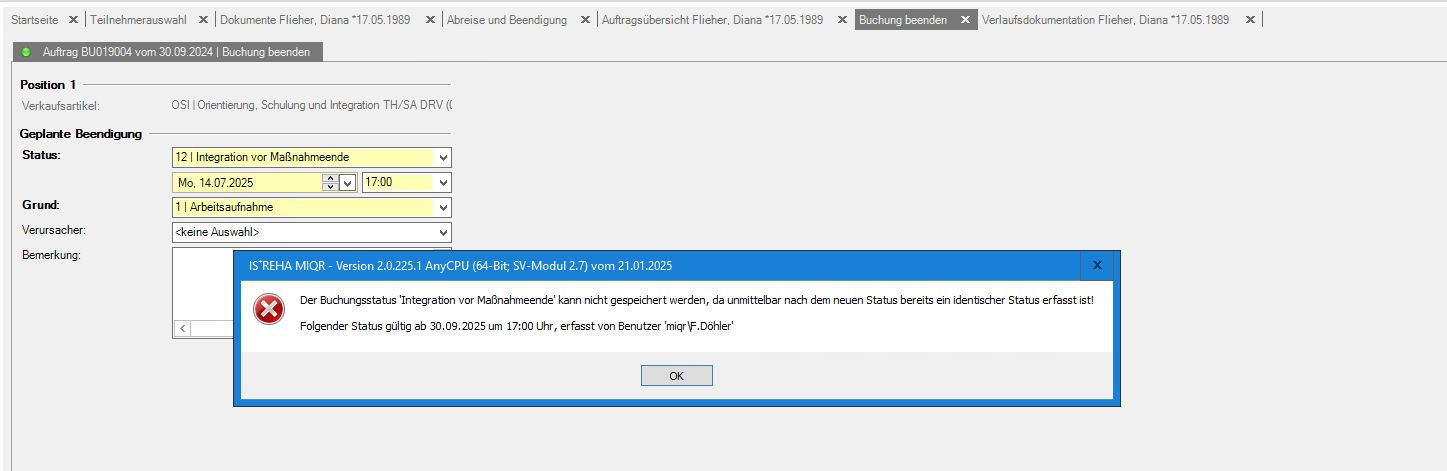 Startseite
Teilnehmerauswahl
Dokumente Flieher, Diana *17.05.1989
Abreise und Beendigung
Auftragsübersicht Flieher, Diana *17.05.1989
Buchung beenden
Verlaufsdokumentation Flieher, Diana *17.05.1989
Auftrag BU019004 vom 30.09.2024 | Buchung beenden
Position 1
Verkaufsartikel: OSI | Orientierung, Schulung und Integration TH/SA DRV (
Geplante Beendigung
Status: 12 | Integration vor Maßnahmeende
Mo, 14.07.2025 17:00
Grund: 1 | Arbeitsaufnahme
Verursacher: <keine Auswahl>
Bemerkung:
IS*REHA MIQR - Version 2.0.225.1 AnyCPU (64-Bit; SV-Modul 2.7) vom 21.01.2025
Der Buchungsstatus 'Integration vor Maßnahmeende' kann nicht gespeichert werden, da unmittelbar nach dem neuen Status bereits ein identischer Status erfasst ist!
Folgender Status gültig ab 30.09.2025 um 17:00 Uhr, erfasst von Benutzer 'miqr\F.Döhler'
OK